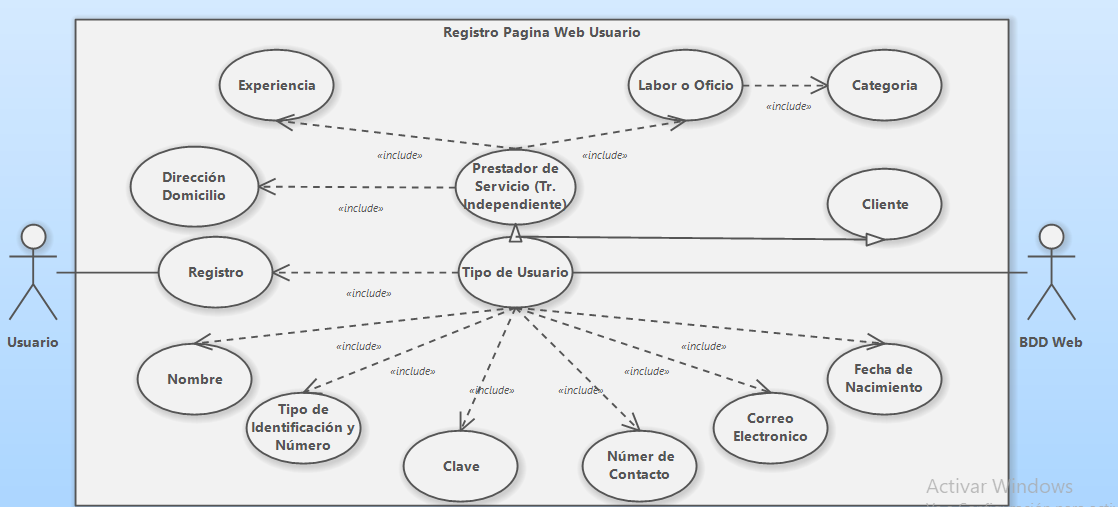 Registro Pagina Web Usuario
Experiencia
Labor o Oficio
Categoria
«include»
«include»
«include»
Prestador de
Servicio (Tr.
Independiente)
Dirección
Domicilio
«include»
Cliente
Registro
Tipo de Usuario
«include»
Usuario
BDD Web
«include»
«include»
«include»
«include»
«include»
«include»
Nombre
Tipo de
Identificación y
Número
Clave
Númer de
Contacto
Correo
Electronico
Fecha de
Nacimiento
Activar Windows